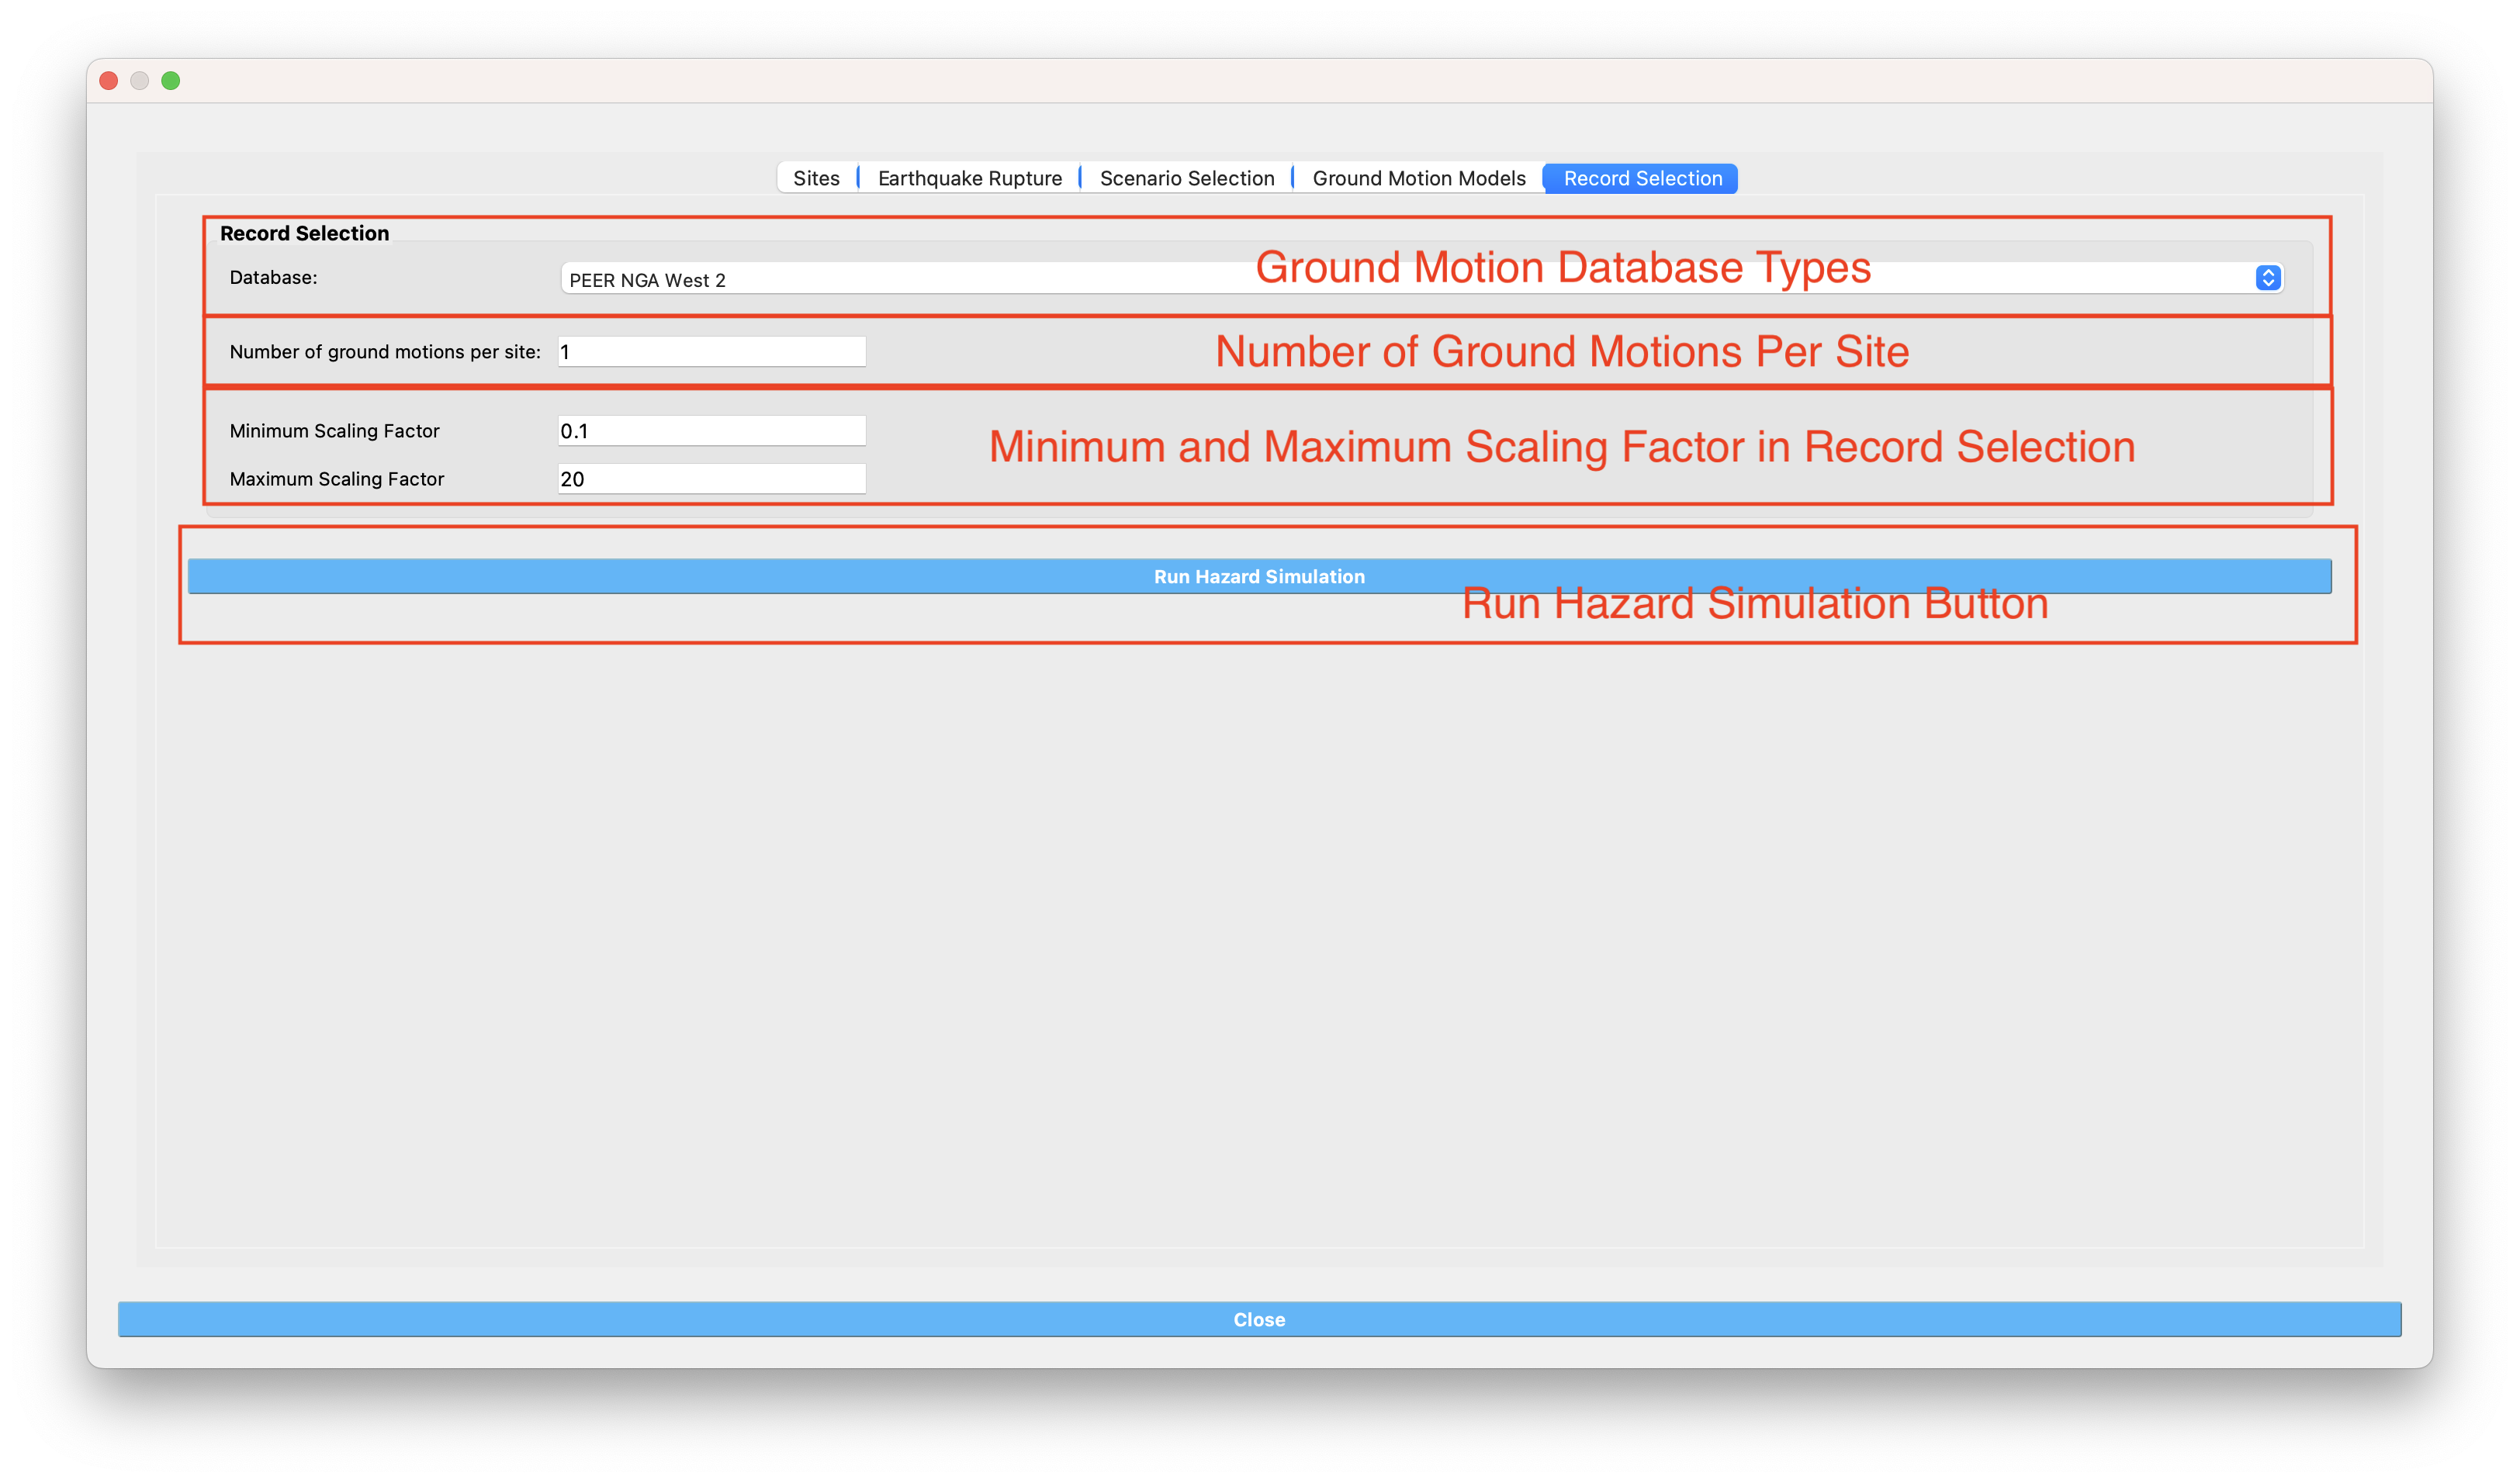 Sites
Earthquake Rupture
Scenario Selection
Ground Motion Models
Record Selection
Record Selection
Database:
PEER NGA West 2
Ground Motion Database Types
Number of ground motions per site:
1
Number of Ground Motions Per Site
Minimum Scaling Factor
0.1
Minimum and Maximum Scaling Factor in Record Selection
Maximum Scaling Factor
20
Run Hazard Simulation
Run Hazard Simulation Button
Close